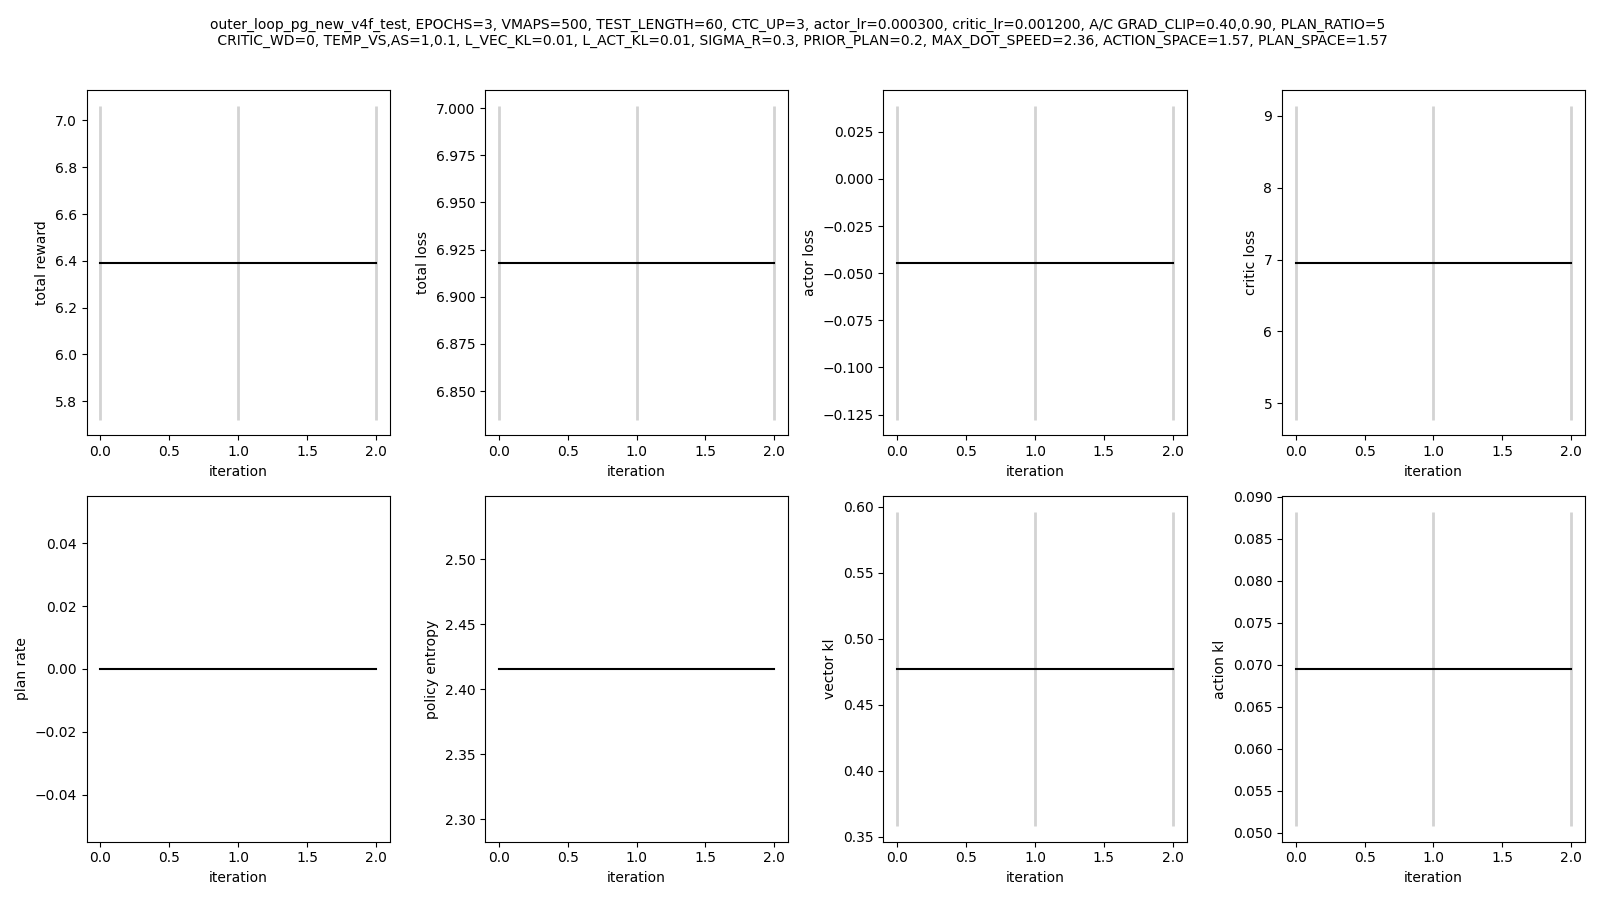 outer_loop_pg_new_v4f_test, EPOCHS=3, VMAPS=500, TEST_LENGTH=60, CTC_UP=3, actor_lr=0.000300, critic_lr=0.001200, A/C GRAD_CLIP=0.40,0.90, PLAN_RATIO=5
CRITIC_WD=0, TEMP_VS,AS=1,0.1, L_VEC_KL=0.01, L_ACT_KL=0.01, SIGMA_R=0.3, PRIOR_PLAN=0.2, MAX_DOT_SPEED=2.36, ACTION_SPACE=1.57, PLAN_SPACE=1.57
total reward
7.0
6.8
6.6
6.4
6.2
6.0
5.8
0.0 0.5 1.0 1.5 2.0
iteration
total loss
7.000
6.975
6.950
6.925
6.900
6.875
6.850
0.0 0.5 1.0 1.5 2.0
iteration
actor loss
0.025
0.000
−0.025
−0.050
−0.075
−0.100
−0.125
0.0 0.5 1.0 1.5 2.0
iteration
critic loss
9
8
7
6
5
0.0 0.5 1.0 1.5 2.0
iteration
plan rate
0.04
0.02
0.00
−0.02
−0.04
0.0 0.5 1.0 1.5 2.0
iteration
policy entropy
2.50
2.45
2.40
2.35
2.30
0.0 0.5 1.0 1.5 2.0
iteration
vector kl
0.60
0.55
0.50
0.45
0.40
0.35
0.0 0.5 1.0 1.5 2.0
iteration
action kl
0.090
0.085
0.080
0.075
0.070
0.065
0.060
0.055
0.050
0.0 0.5 1.0 1.5 2.0
iteration